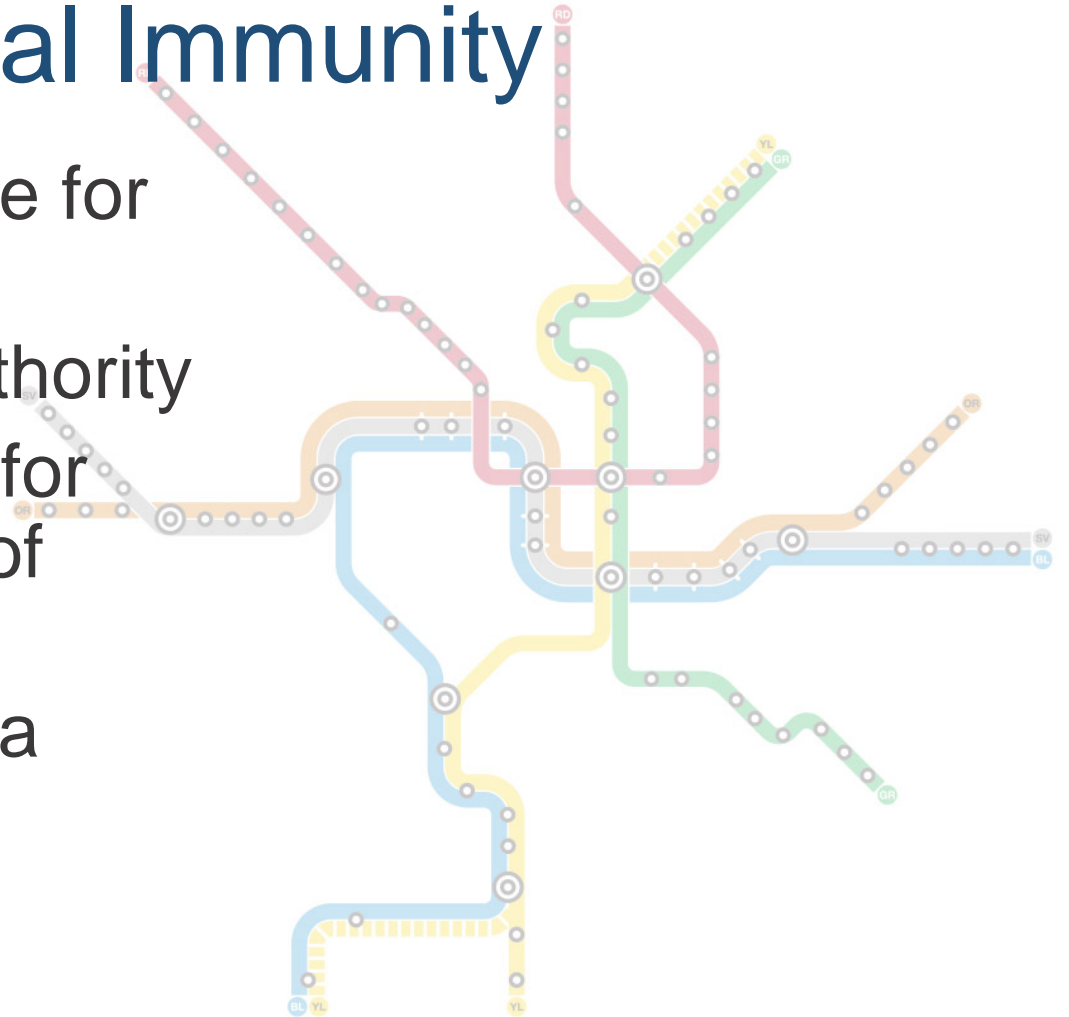 al Immunity
e for
thority
for
of
a
RD
YL
GR
SV
OR
OR
SV
BL
GR
BL
YL
YL